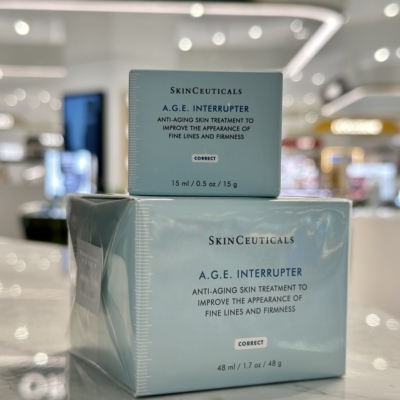 SKINCEUTICALS
A.G.E. INTERRUPTER
ANTI-AGING SKIN TREATMENT TO
IMPROVE THE APPEARANCE OF
FINE LINES AND FIRMNESS
CORRECT
15 ml / 0.5 oz / 15 g
SKINCEUTICALS
A.G.E. INTERRUPTER
ANTI-AGING SKIN TREATMENT TO
IMPROVE THE APPEARANCE OF
FINE LINES AND FIRMNESS
CORRECT
48 ml / 1.7 oz / 48 g